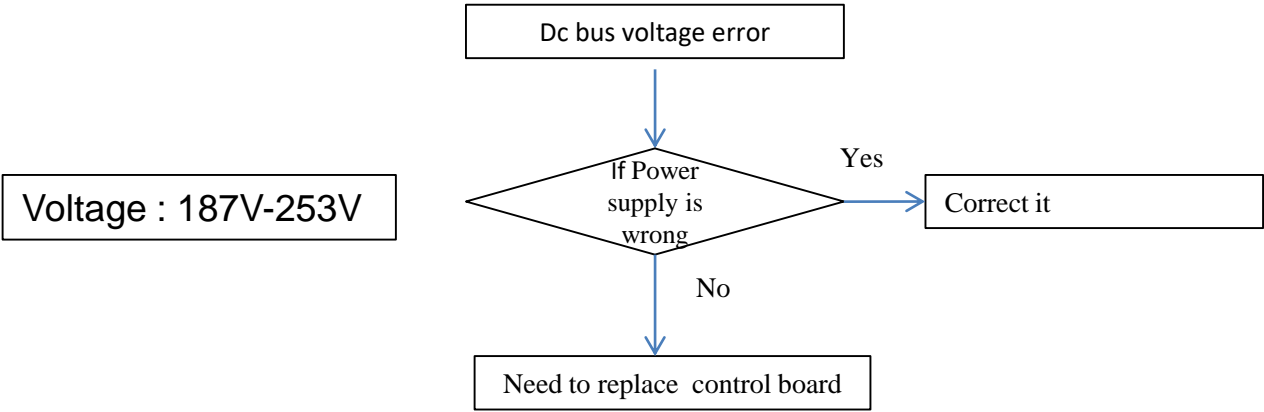 Dc bus voltage error
Voltage : 187V-253V
If Power
supply is
wrong
Yes
Correct it
No
Need to replace control board